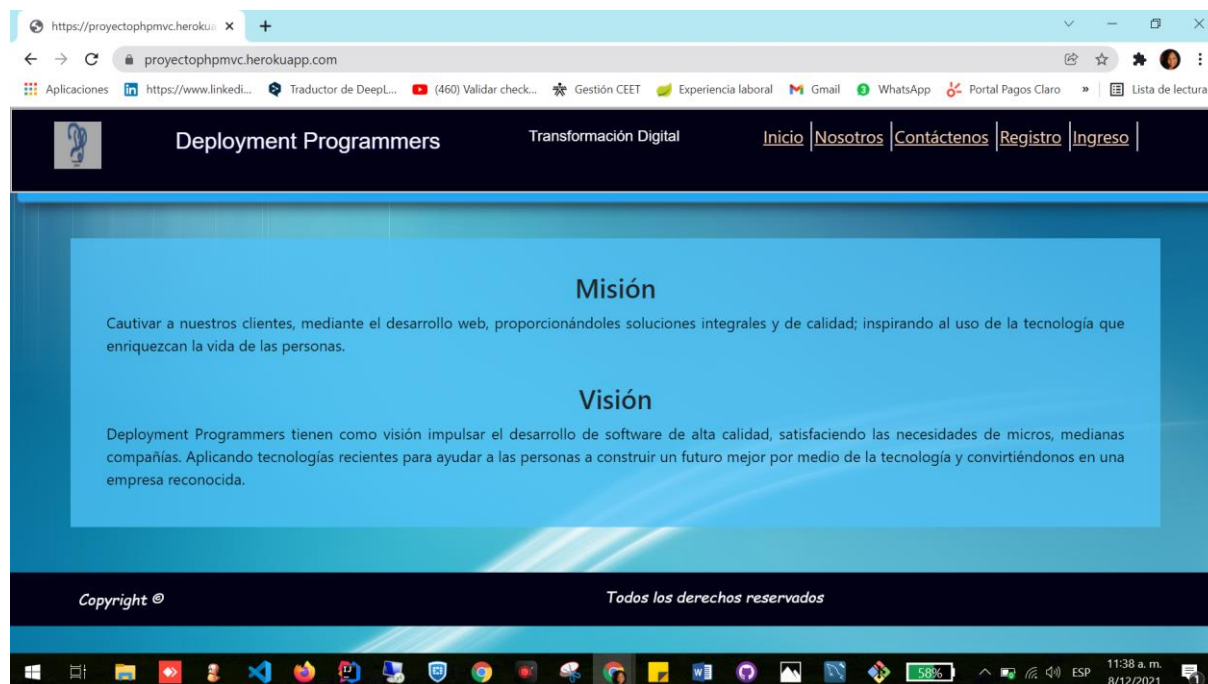 https://proyectophpmvc.heroku
proyectophpmvc.herokuapp.com
Aplicaciones https://www.linkedi... Traductor de DeepL... (460) Validar check... Gestión CEET Experiencia laboral Gmail WhatsApp Portal Pagos Claro » Lista de lectura
Deployment Programmers Transformación Digital Inicio Nosotros Contáctenos Registro Ingreso
Misión
Cautivar a nuestros clientes, mediante el desarrollo web, proporcionándoles soluciones integrales y de calidad; inspirando al uso de la tecnología que
enriquezcan la vida de las personas.
Visión
Deployment Programmers tienen como visión impulsar el desarrollo de software de alta calidad, satisfaciendo las necesidades de micros, medianas
compañías. Aplicando tecnologías recientes para ayudar a las personas a construir un futuro mejor por medio de la tecnología y convirtiéndonos en una
empresa reconocida.
Copyright © Todos los derechos reservados
58% ESP 11:38 a. m.
8/12/2021